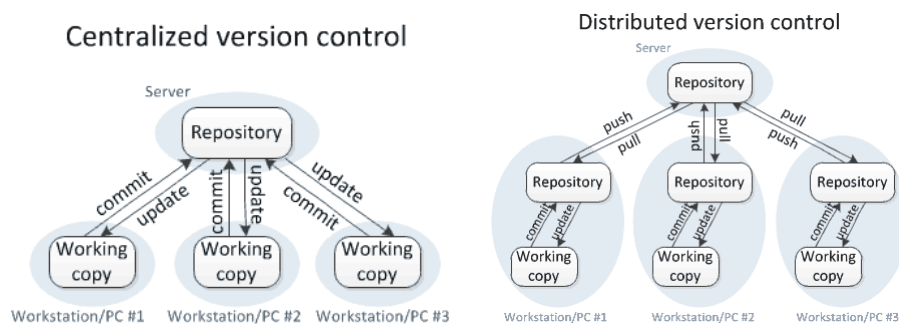 Centralized version control
Server
Repository
commit
update
commit
update
update
commit
Working
copy
Working
copy
Working
copy
Workstation/PC #1
Workstation/PC #2
Workstation/PC #3
Distributed version control
Server
Repository
push
pull
push
pull
pull
push
Repository
Repository
Repository
commit
update
commit
update
commit
update
Working
copy
Working
copy
Working
copy
Workstation/PC #1
Workstation/PC #2
Workstation/PC #3